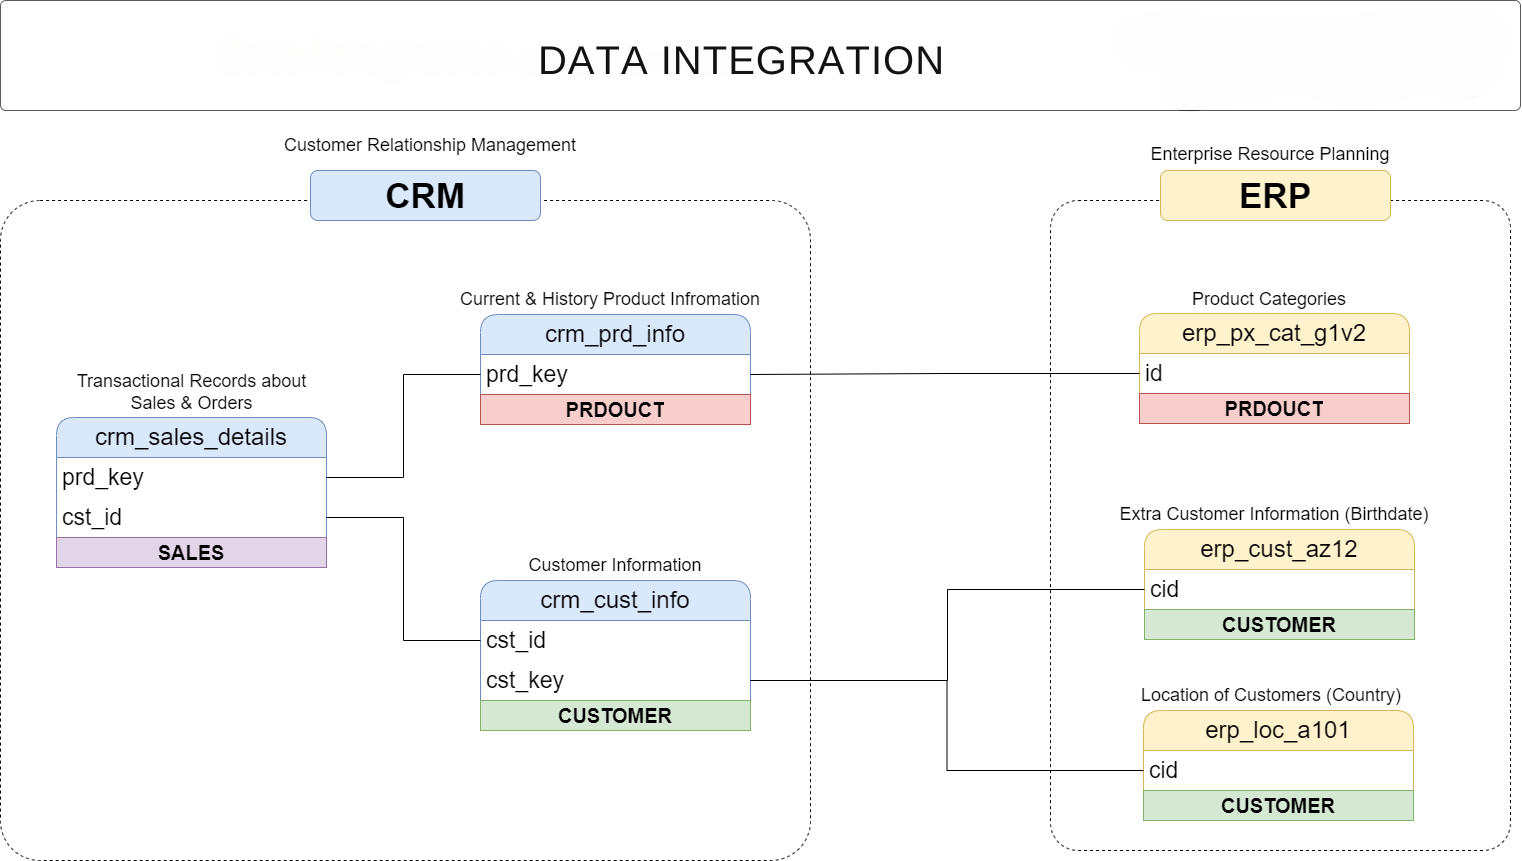 DATA INTEGRATION
Customer Relationship Management
CRM
Enterprise Resource Planning
ERP
Transactional Records about
Sales & Orders
crm_sales_details
prd_key
cst_id
SALES
Current & History Product Infromation
crm_prd_info
prd_key
PRDOUCT
Customer Information
crm_cust_info
cst_id
cst_key
CUSTOMER
Product Categories
erp_px_cat_g1v2
id
PRDOUCT
Extra Customer Information (Birthdate)
erp_cust_az12
cid
CUSTOMER
Location of Customers (Country)
erp_loc_a101
cid
CUSTOMER